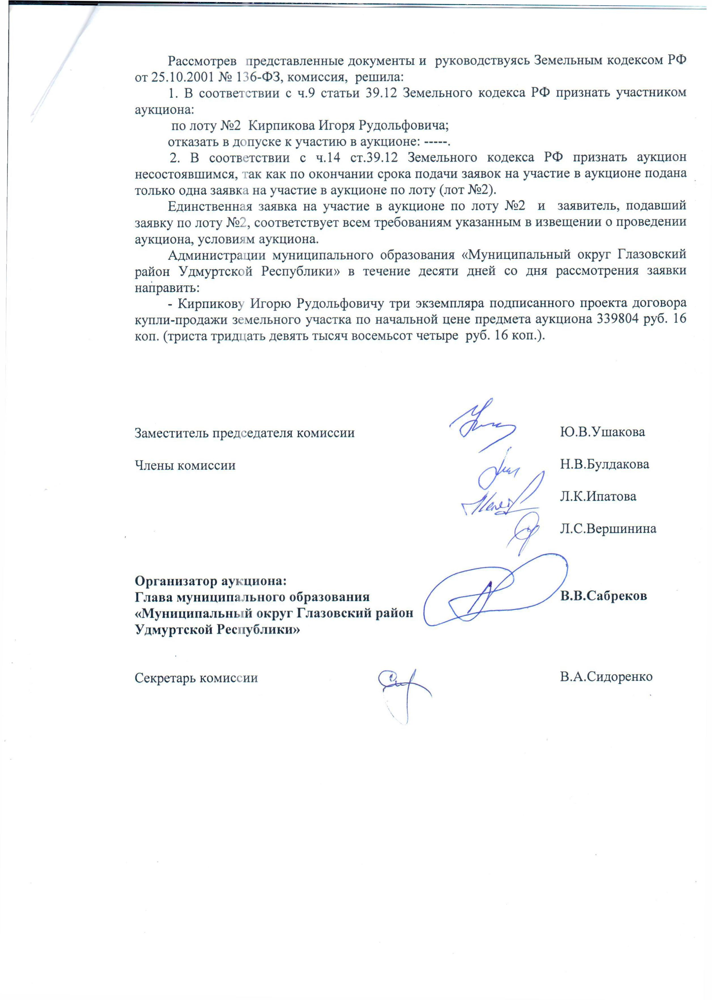 Рассмотрев представленные документы и руководствуясь Земельным кодексом РФ
от 25.10.2001 № 136-ФЗ, комиссия, решила:
1. В соответствии с ч.9 статьи 39.12 Земельного кодекса РФ признать участником
аукциона:
по лоту №2 Кирпикова Игоря Рудольфовича;
отказать в допуске к участию в аукционе: -----.
2. В соответствии с ч.14 ст.39.12 Земельного кодекса РФ признать аукцион
несостоявшимся, так как по окончании срока подачи заявок на участие в аукционе подана
только одна заявка на участие в аукционе по лоту (лот №2).
Единственная заявка на участие в аукционе по лоту №2 и заявитель, подавший
заявку по лоту №2, соответствует всем требованиям указанным в извещении о проведении
аукциона, условиям аукциона.
Администрации муниципального образования «Муниципальный округ Глазовский
район Удмуртской Республики» в течение десяти дней со дня рассмотрения заявки
направить:
- Кирпикову Игорю Рудольфовичу три экземпляра подписанного проекта договора
купли-продажи земельного участка по начальной цене предмета аукциона 339804 руб. 16
коп. (триста тридцать девять тысяч восемьсот четыре руб. 16 коп.).
Заместитель председателя комиссии Ю.В.Ушакова
Члены комиссии Н.В.Булдакова
Л.К.Ипатова
Л.С.Вершинина
Организатор аукциона:
Глава муниципального образования В.В.Сабреков
«Муниципальный округ Глазовский район
Удмуртской Республики»
Секретарь комиссии В.А.Сидоренко